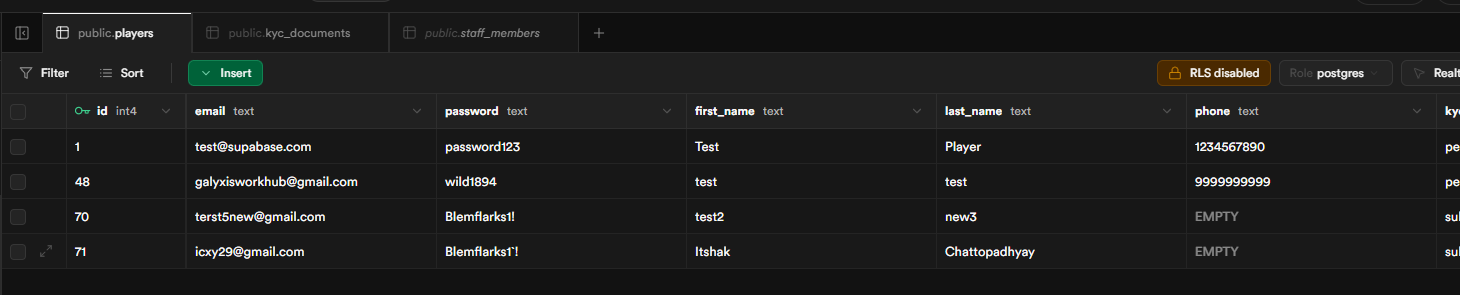 public.players public.kyc_documents public.staff_members
Filter Sort Insert RLS disabled Role postgres Realt
id int4 email text password text first_name text last_name text phone text kyc
1 test@supabase.com password123 Test Player 1234567890 pe
48 galyxisworkhub@gmail.com wild1894 test test 9999999999 pe
70 terst5new@gmail.com Blemflarks1! test2 new3 EMPTY sul
71 icxy29@gmail.com Blemflarks1`! Itshak Chattopadhyay EMPTY sul